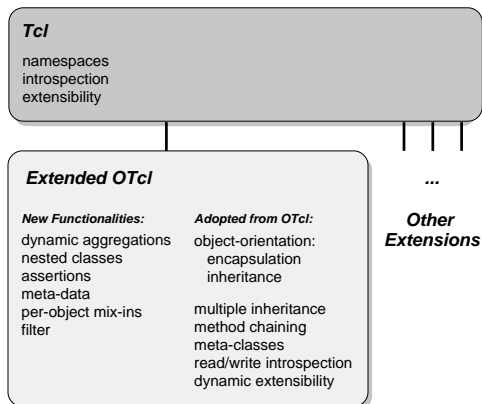 Tcl
namespaces
introspection
extensibility
Extended OTcl
New Functionalities:
dynamic aggregations
nested classes
assertions
meta-data
per-object mix-ins
filter
Adopted from OTcl:
object-orientation:
encapsulation
inheritance
multiple inheritance
method chaining
meta-classes
read/write introspection
dynamic extensibility
...
Other
Extensions